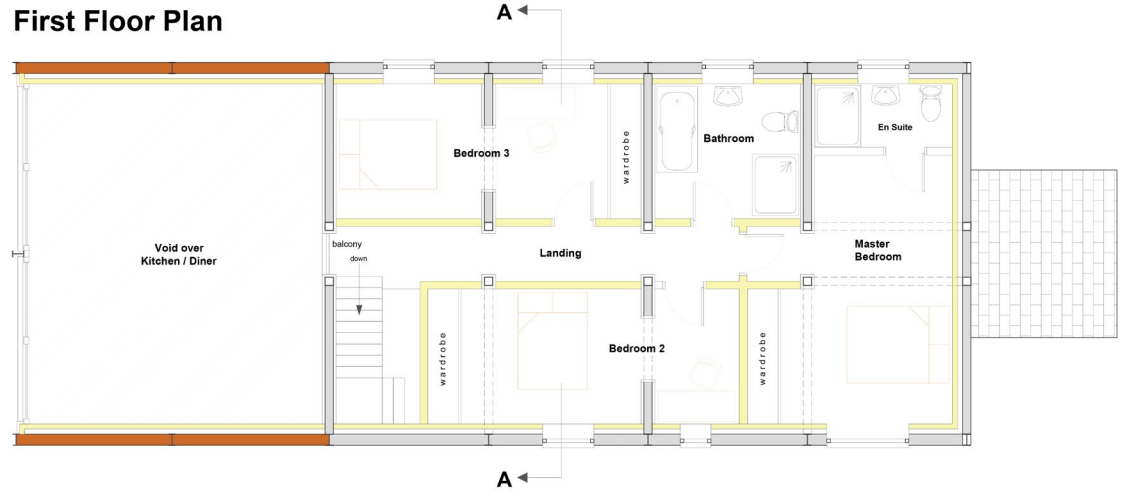 First Floor Plan
A
Bedroom 3
wardrobe
Bathroom
En Suite
Void over
Kitchen / Diner
balcony
down
Landing
Master
Bedroom
wardrobe
Bedroom 2
wardrobe
A